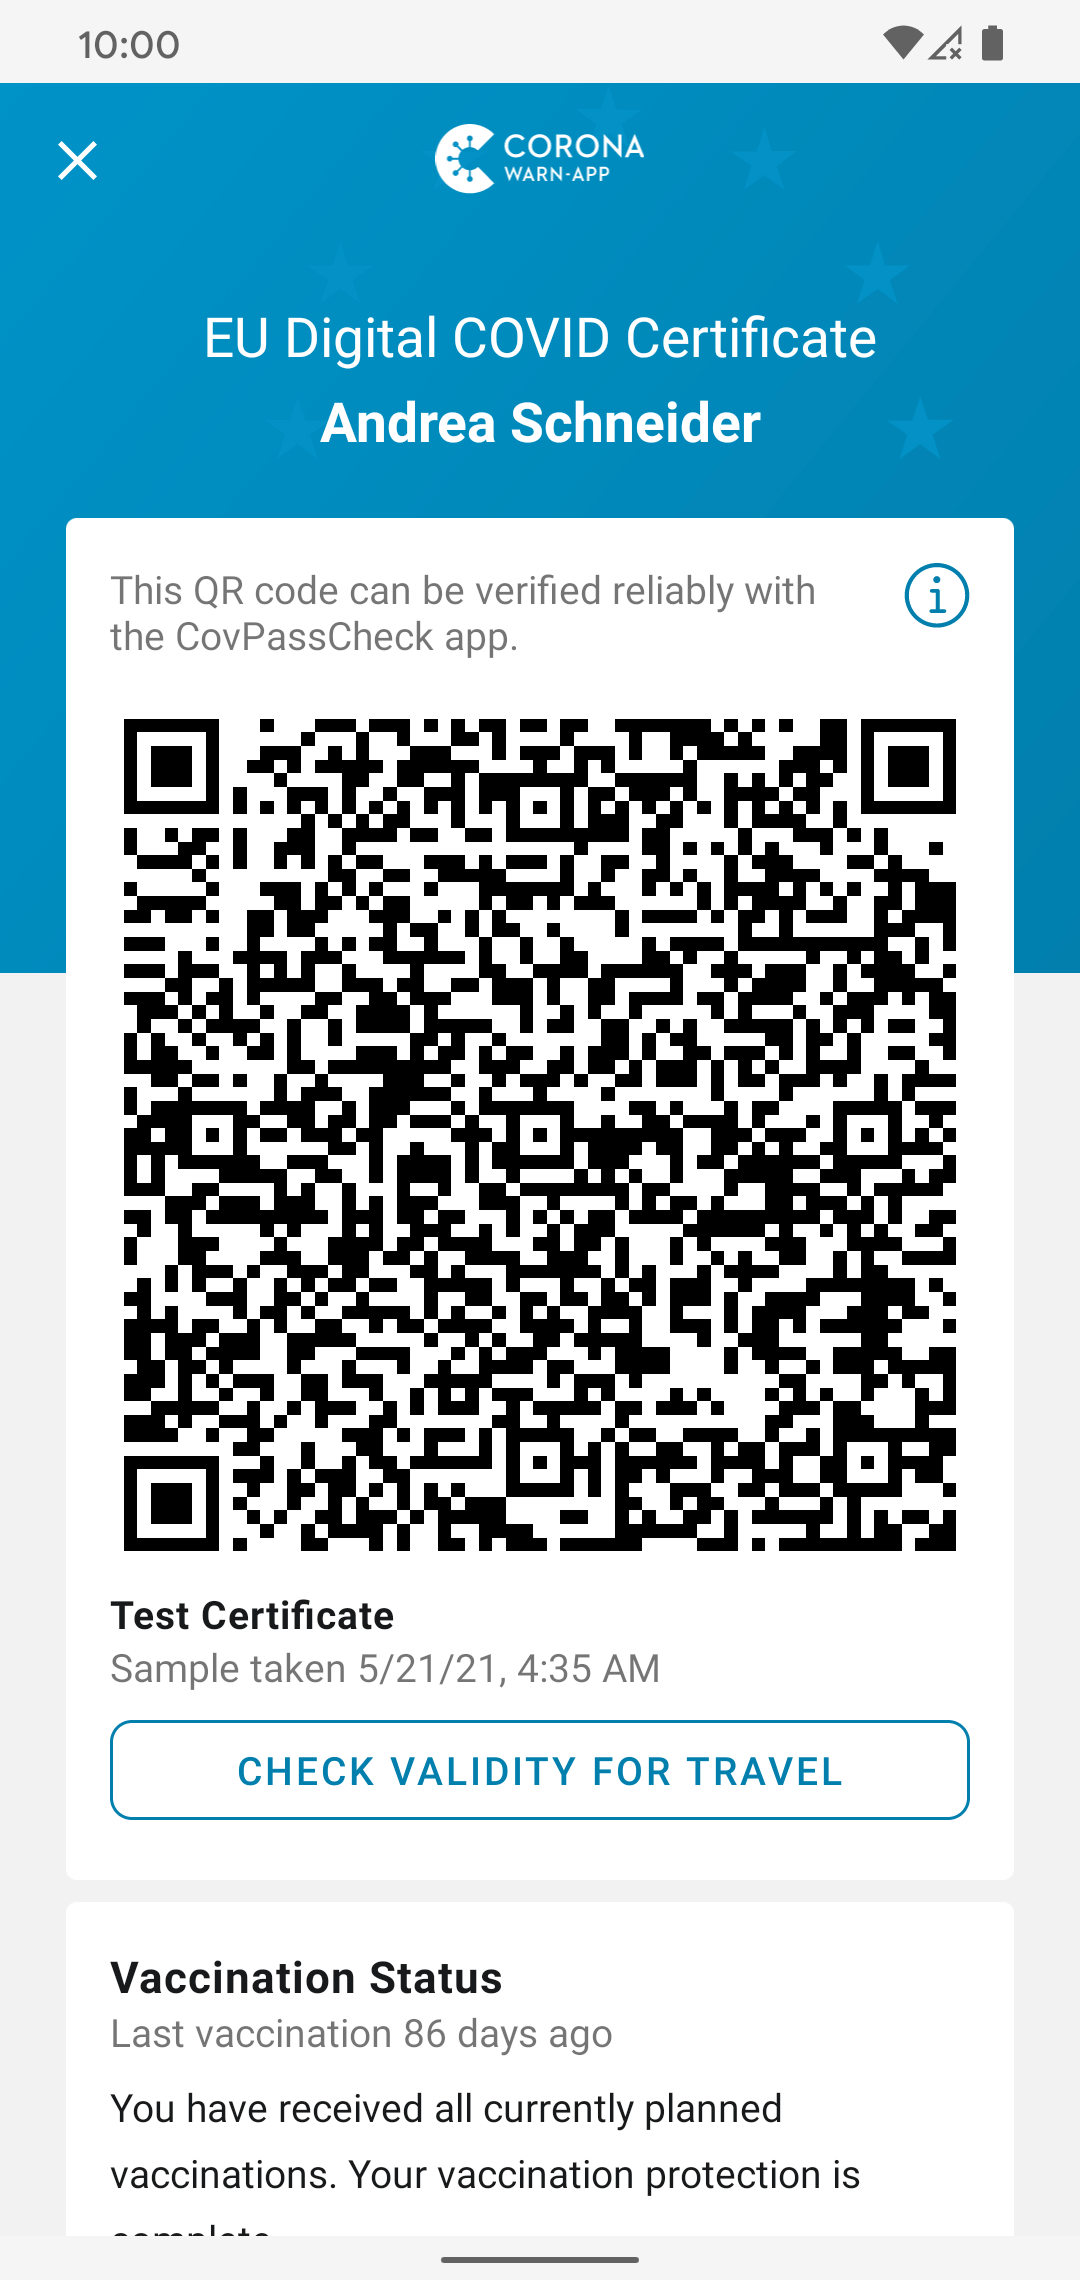 10:00
CORONA
WARN-APP
EU Digital COVID Certificate
Andrea Schneider
This QR code can be verified reliably with
the CovPassCheck app.
Test Certificate
Sample taken 5/21/21, 4:35 AM
CHECK VALIDITY FOR TRAVEL
Vaccination Status
Last vaccination 86 days ago
You have received all currently planned
vaccinations. Your vaccination protection is